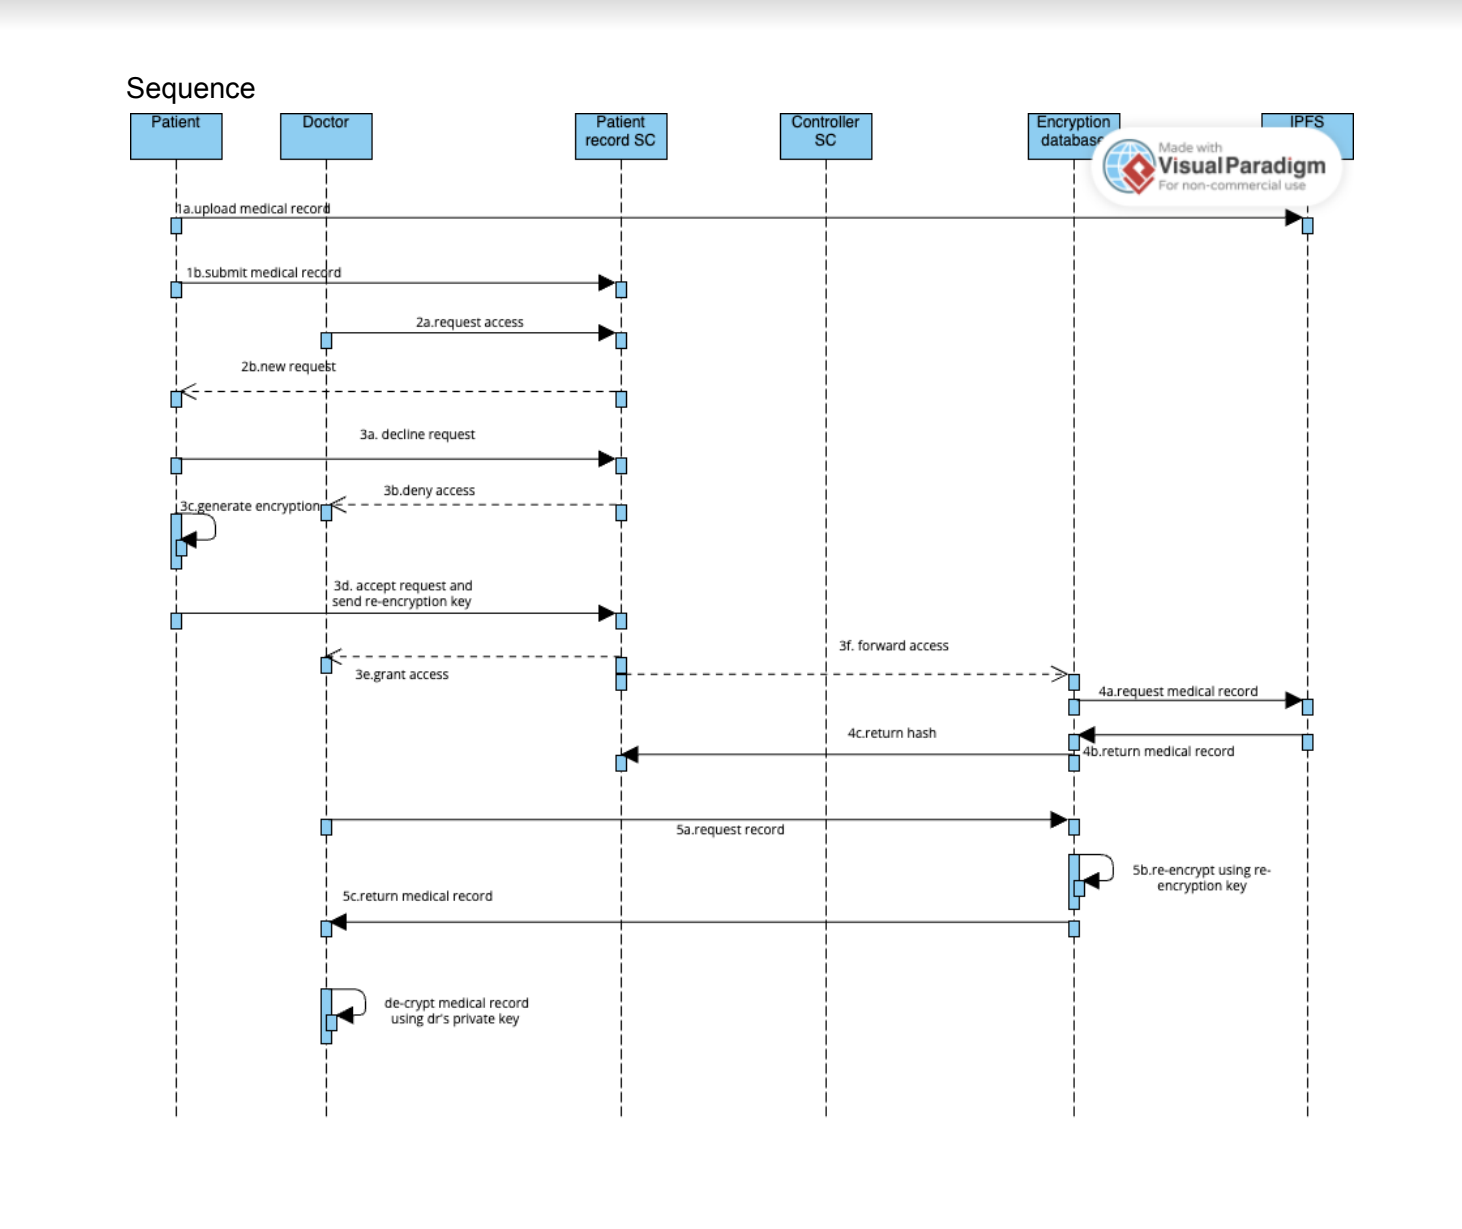 Sequence
Patient
Doctor
Patient
record SC
Controller
SC
Encryption
database
IPFS
Made with
Visual Paradigm
For non-commercial use
1a.upload medical record
1b.submit medical record
2a.request access
2b.new request
3a. decline request
3b.deny access
3c.generate encryption
3d. accept request and
send re-encryption key
3f. forward access
3e.grant access
4a.request medical record
4c.return hash
4b.return medical record
5a.request record
5b.re-encrypt using re-
encryption key
5c.return medical record
de-crypt medical record
using dr's private key